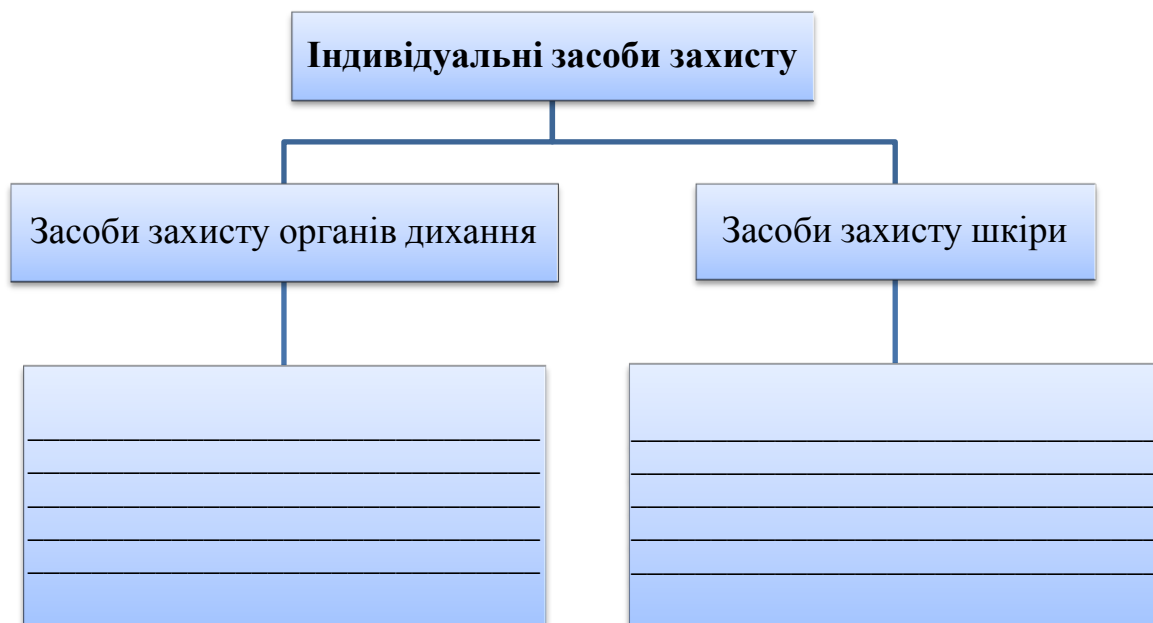 Індивідуальні засоби захисту
Засоби захисту органів дихання
Засоби захисту шкіри